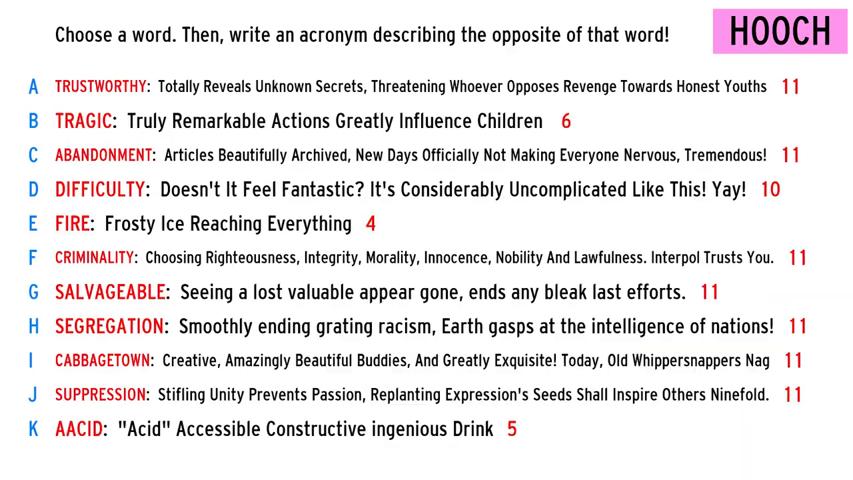 Choose a word. Then, write an acronym describing the opposite of that word!
HOOCH
A TRUSTWORTHY: Totally Reveals Unknown Secrets, Threatening Whoever Opposes Revenge Towards Honest Youths 11
B TRAGIC: Truly Remarkable Actions Greatly Influence Children 6
C ABANDONMENT: Articles Beautifully Archived, New Days Officially Not Making Everyone Nervous, Tremendous! 11
D DIFFICULTY: Doesn't It Feel Fantastic? It's Considerably Uncomplicated Like This! Yay! 10
E FIRE: Frosty Ice Reaching Everything 4
F CRIMINALITY: Choosing Righteousness, Integrity, Morality, Innocence, Nobility And Lawfulness. Interpol Trusts You. 11
G SALVAGEABLE: Seeing a lost valuable appear gone, ends any bleak last efforts. 11
H SEGREGATION: Smoothly ending grating racism, Earth gasps at the intelligence of nations! 11
I CABBAGETOWN: Creative, Amazingly Beautiful Buddies, And Greatly Exquisite! Today, Old Whippersnappers Nag 11
J SUPPRESSION: Stifling Unity Prevents Passion, Replanting Expression's Seeds Shall Inspire Others Ninefold. 11
K AACID: "Acid" Accessible Constructive ingenious Drink 5